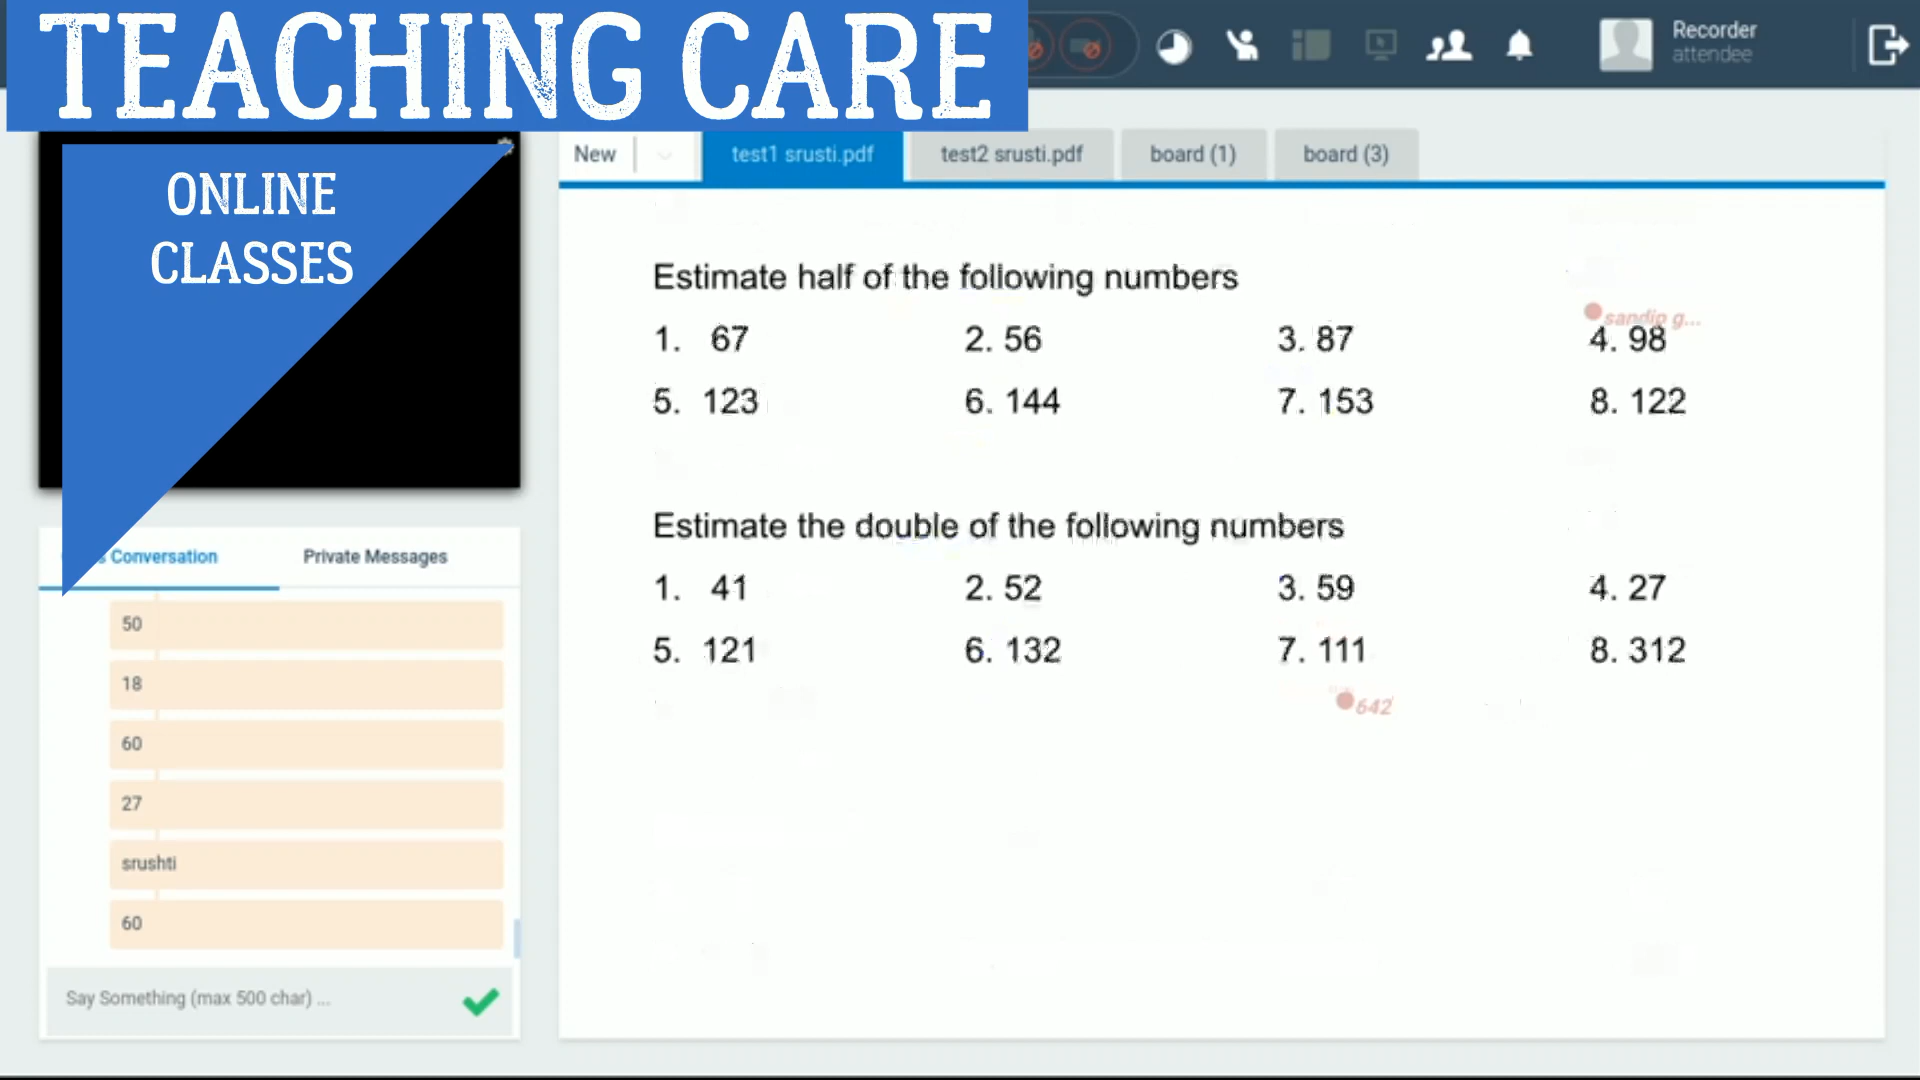 TEACHING CARE
ONLINE
CLASSES
Recorder
attendee
New
test1 srusti.pdf
test2 srusti.pdf
board (1)
board (3)
Estimate half of the following numbers
sandip g...
1. 67 2. 56 3. 87 4. 98
5. 123 6. 144 7. 153 8. 122
Estimate the double of the following numbers
1. 41 2. 52 3. 59 4. 27
5. 121 6. 132 7. 111 8. 312
642
Conversation
Private Messages
50
18
60
27
srushti
60
Say Something (max 500 char) ...